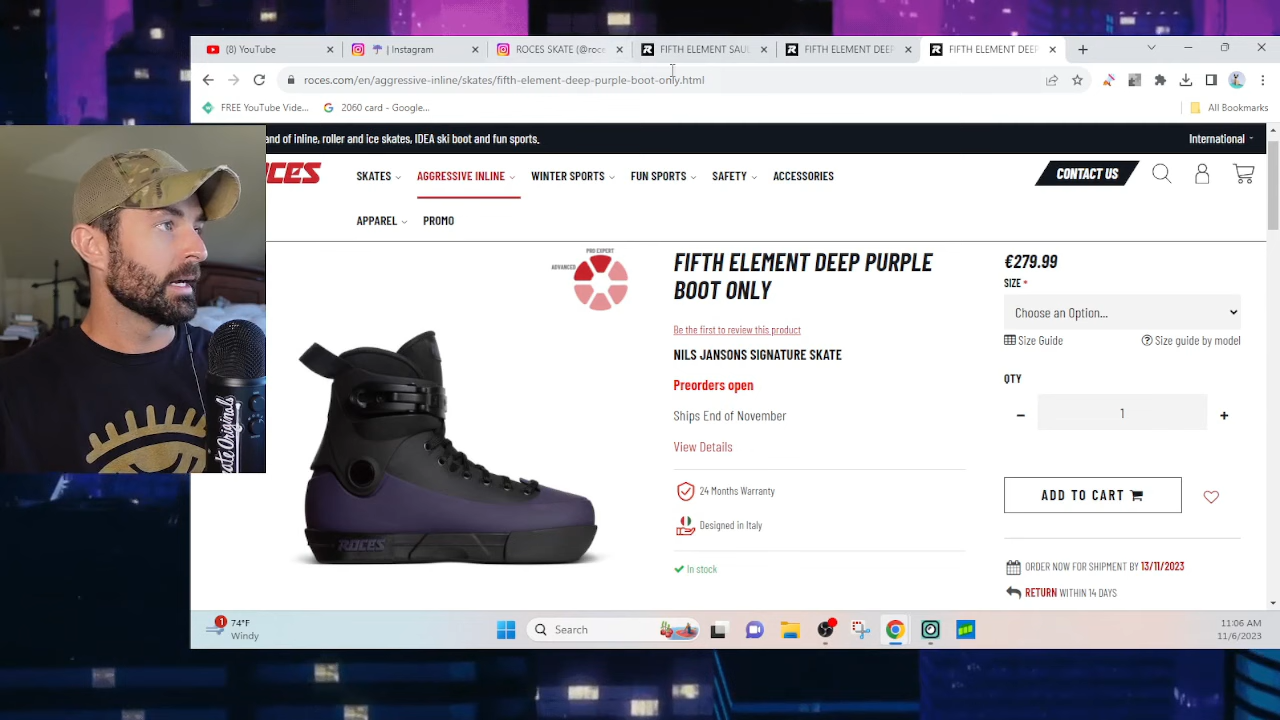 (8) YouTube
☂ | Instagram
ROCES SKATE (@roce
FIFTH ELEMENT SAU
FIFTH ELEMENT DEE
FIFTH ELEMENT DEEP
roces.com/en/aggressive-inline/skates/fifth-element-deep-purple-boot-only.html
FREE YouTube Vide...
2060 card - Google...
All Bookmarks
and of inline, roller and ice skates, IDEA ski boot and fun sports.
International
SKATES
AGGRESSIVE INLINE
WINTER SPORTS
FUN SPORTS
SAFETY
ACCESSORIES
CONTACT US
APPAREL
PROMO
PRO EXPERT
ADVANCED
FIFTH ELEMENT DEEP PURPLE
BOOT ONLY
Be the first to review this product
NILS JANSONS SIGNATURE SKATE
Preorders open
Ships End of November
View Details
24 Months Warranty
Designed in Italy
In stock
€279.99
SIZE *
Choose an Option...
Size Guide
Size guide by model
QTY
- 1 +
ADD TO CART
ORDER NOW FOR SHIPMENT BY 13/11/2023
RETURN WITHIN 14 DAYS
ROCES
1
74°F
Windy
Search
11:06 AM
11/6/2023